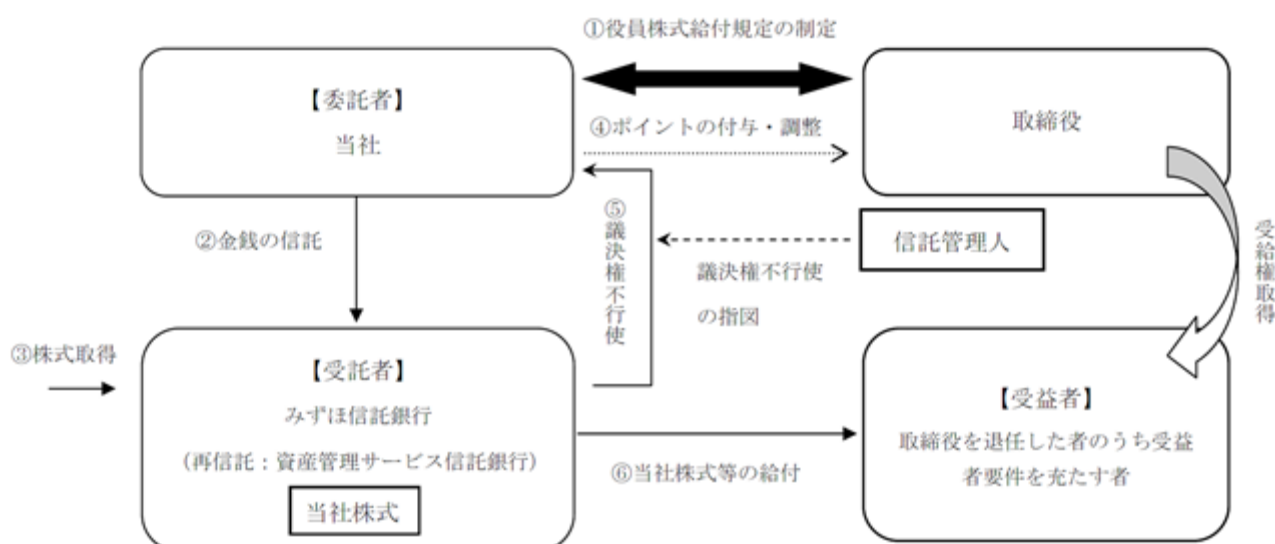 ①役員株式給付規定の制定
【委託者】
当社
取締役
④ポイントの付与・調整
②金銭の信託
⑤議決権不行使
信託管理人
議決権不行使
の指図
受給権取得
③株式取得
【受託者】
みずほ信託銀行
（再信託：資産管理サービス信託銀行）
当社株式
⑥当社株式等の給付
【受益者】
取締役を退任した者のうち受益
者要件を充たす者